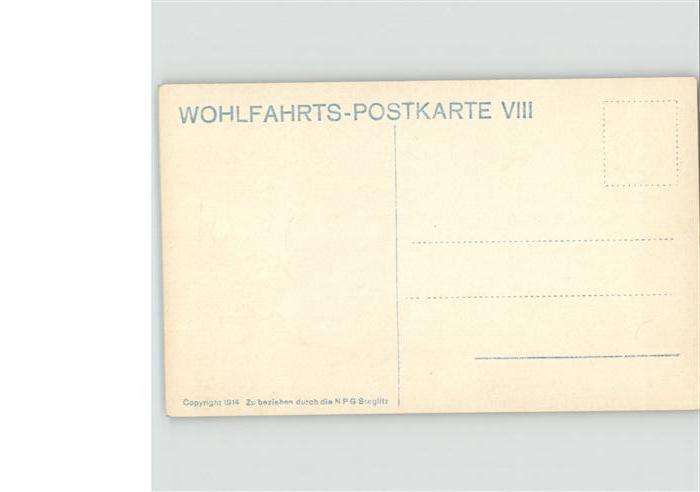 WOHLFAHRTS-POSTKARTE VIII
Copyright 1914 Zu beziehen durch die N P G Steglitz